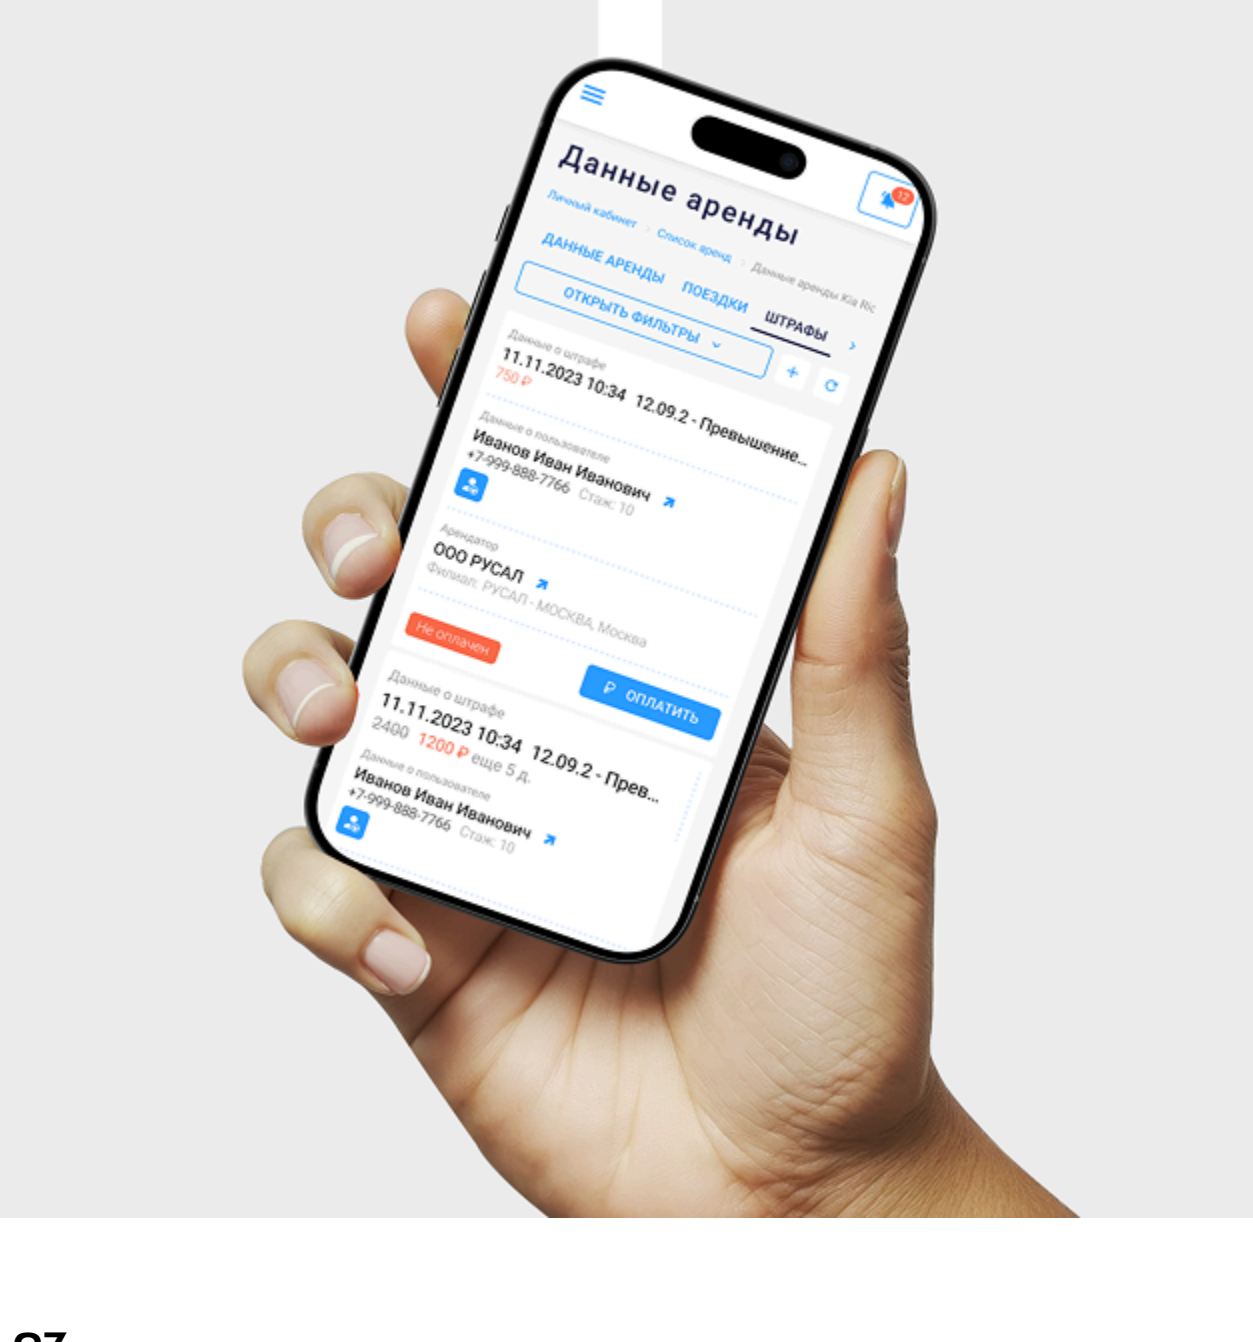 12
Данные аренды
Личный кабинет › Список аренд › Данные аренды Kia Ric
ДАННЫЕ АРЕНДЫ ПОЕЗДКИ ШТРАФЫ ›
ОТКРЫТЬ ФИЛЬТРЫ
Данные о штрафе
11.11.2023 10:34 12.09.2 - Превышение...
750 ₽
Данные о пользователе
Иванов Иван Иванович
+7-999-888-7766 Стаж: 10
Арендатор
ООО РУСАЛ
Филиал: РУСАЛ - МОСКВА, Москва
Не оплачен
₽ ОПЛАТИТЬ
Данные о штрафе
11.11.2023 10:34 12.09.2 - Прев...
2400 1200 ₽ еще 5 д.
Данные о пользователе
Иванов Иван Иванович
+7-999-888-7766 Стаж: 10